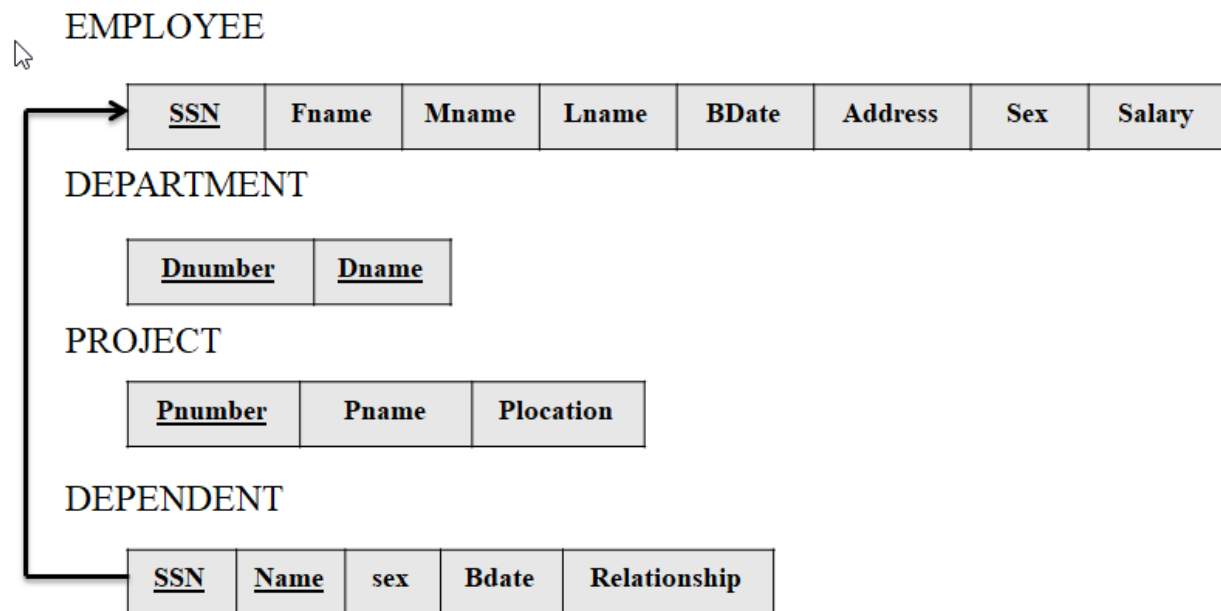 EMPLOYEE
SSN Fname Mname Lname BDate Address Sex Salary
DEPARTMENT
Dnumber Dname
PROJECT
Pnumber Pname Plocation
DEPENDENT
SSN Name sex Bdate Relationship